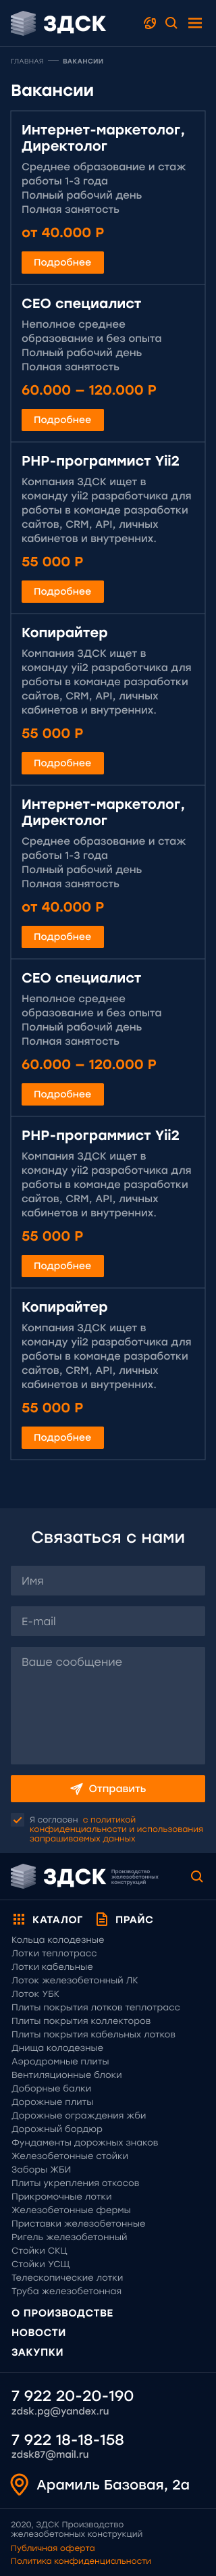 ЗДСК
ГЛАВНАЯ — ВАКАНСИИ
Вакансии
Интернет-маркетолог,
Директолог
Среднее образование и стаж
работы 1-3 года
Полный рабочий день
Полная занятость
от 40.000 Р
Подробнее
СЕО специалист
Неполное среднее
образование и без опыта
Полный рабочий день
Полная занятость
60.000 – 120.000 Р
Подробнее
PHP-программист Yii2
Компания ЗДСК ищет в
команду yii2 разработчика для
работы в команде разработки
сайтов, CRM, API, личных
кабинетов и внутренних.
55 000 Р
Подробнее
Копирайтер
Компания ЗДСК ищет в
команду yii2 разработчика для
работы в команде разработки
сайтов, CRM, API, личных
кабинетов и внутренних.
55 000 Р
Подробнее
Интернет-маркетолог,
Директолог
Среднее образование и стаж
работы 1-3 года
Полный рабочий день
Полная занятость
от 40.000 Р
Подробнее
СЕО специалист
Неполное среднее
образование и без опыта
Полный рабочий день
Полная занятость
60.000 – 120.000 Р
Подробнее
PHP-программист Yii2
Компания ЗДСК ищет в
команду yii2 разработчика для
работы в команде разработки
сайтов, CRM, API, личных
кабинетов и внутренних.
55 000 Р
Подробнее
Копирайтер
Компания ЗДСК ищет в
команду yii2 разработчика для
работы в команде разработки
сайтов, CRM, API, личных
кабинетов и внутренних.
55 000 Р
Подробнее
Связаться с нами
Имя
E-mail
Ваше сообщение
Отправить
Я согласен с политикой
конфиденциальности и использования
запрашиваемых данных
ЗДСК
Производство
железобетонных
конструкций
КАТАЛОГ
ПРАЙС
Кольца колодезные
Лотки теплотрасс
Лотки кабельные
Лоток железобетонный ЛК
Лоток УБК
Плиты покрытия лотков теплотрасс
Плиты покрытия коллекторов
Плиты покрытия кабельных лотков
Днища колодезные
Аэродромные плиты
Вентиляционные блоки
Доборные балки
Дорожные плиты
Дорожные ограждения жби
Дорожный бордюр
Фундаменты дорожных знаков
Железобетонные стойки
Заборы ЖБИ
Плиты укрепления откосов
Прикромочные лотки
Железобетонные фермы
Приставки железобетонные
Ригель железобетонный
Стойки СКЦ
Стойки УСЩ
Телескопические лотки
Труба железобетонная
О ПРОИЗВОДСТВЕ
НОВОСТИ
ЗАКУПКИ
7 922 20-20-190
zdsk.pg@yandex.ru
7 922 18-18-158
zdsk87@mail.ru
Арамиль Базовая, 2а
2020, ЗДСК Производство
железобетонных конструкций
Публичная оферта
Политика конфиденциальности